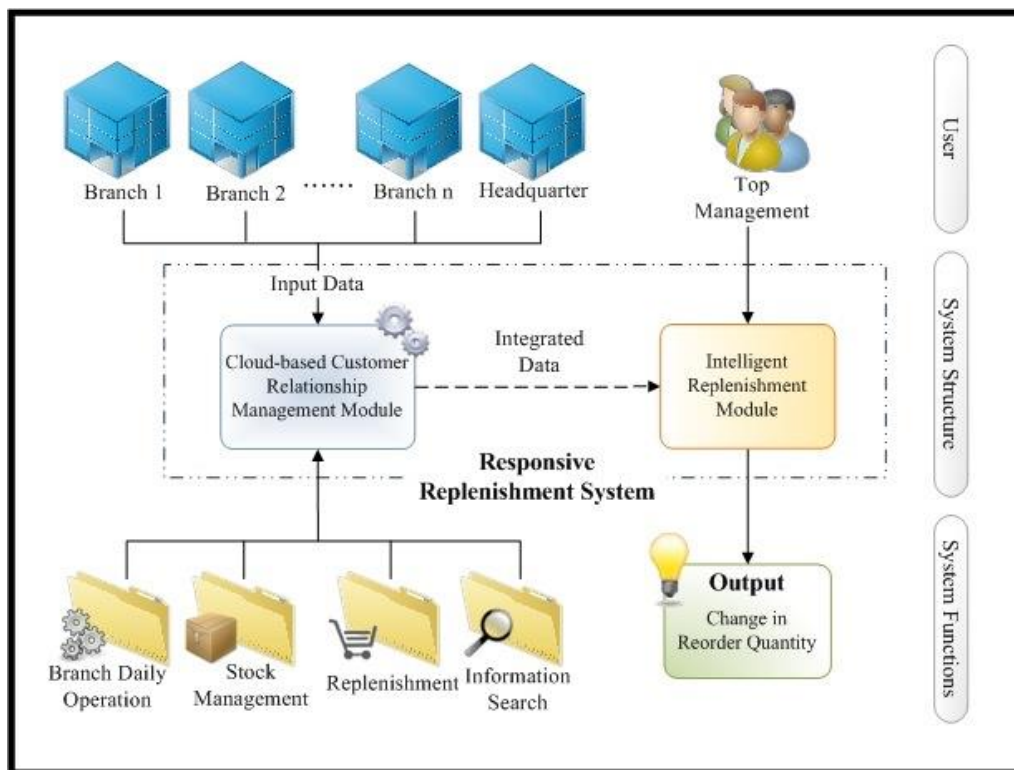 Branch 1
Branch 2
......
Branch n
Headquarter
Top
Management
User
Input Data
Cloud-based Customer
Relationship
Management Module
Integrated
Data
Intelligent
Replenishment
Module
Responsive
Replenishment System
System Structure
Branch Daily
Operation
Stock
Management
Replenishment
Information
Search
Output
Change in
Reorder Quantity
System Functions